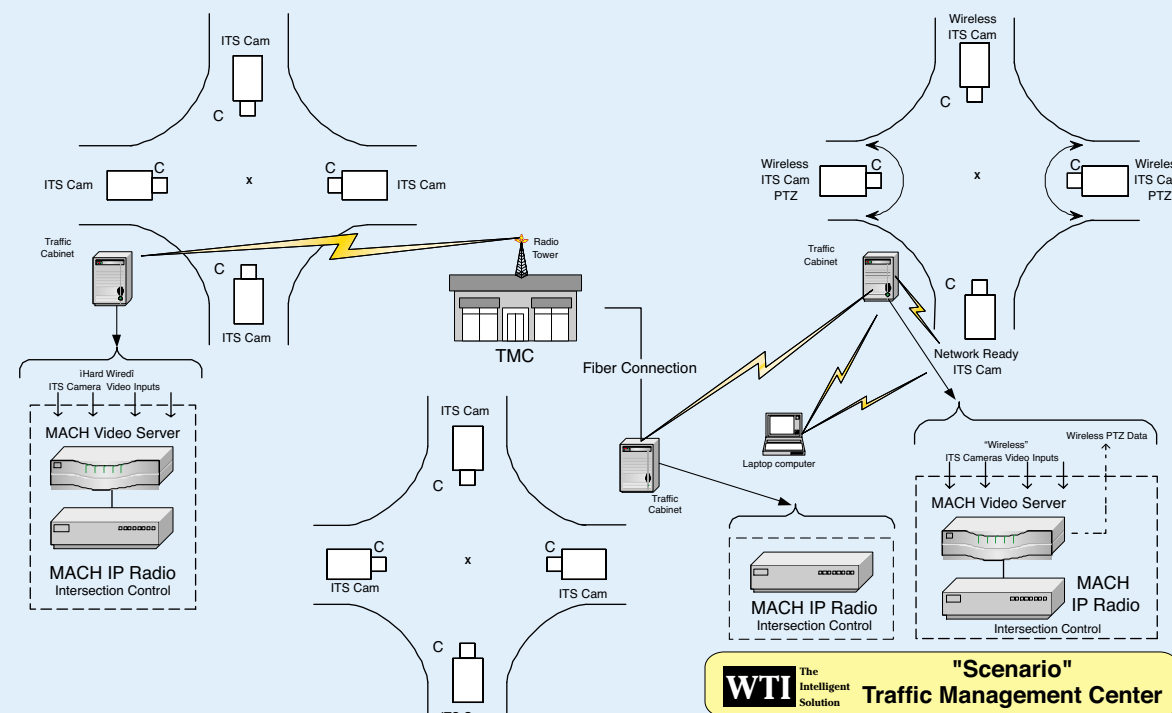 ITS Cam
C
ITS Cam
C
x
C
ITS Cam
Traffic
Cabinet
C
ITS Cam
Radio
Tower
TMC
Fiber Connection
Wireless
ITS Cam
C
Wireless
ITS Cam
PTZ
C
x
C
ITS
PTZ
Traffic
Cabinet
C
Network Ready
ITS Cam
ìHard Wiredî
ITS Camera Video Inputs
MACH Video Server
MACH IP Radio
Intersection Control
ITS Cam
C
C
ITS Cam
x
C
ITS Cam
C
Traffic
Cabinet
Laptop computer
MACH IP Radio
Intersection Control
"Wireless"
ITS Cameras Video Inputs
Wireless PTZ Data
MACH Video Server
MACH
IP Radio
Intersection Control
WTI
The
Intelligent
Solution
"Scenario"
Traffic Management Center